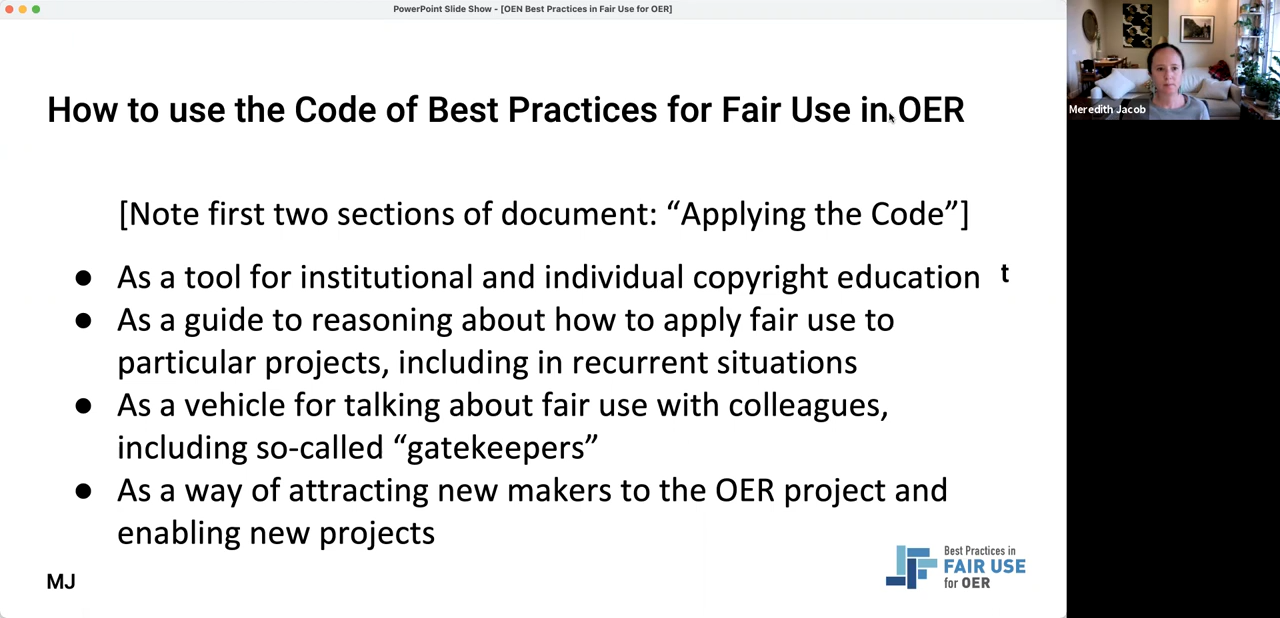 PowerPoint Slide Show - [OEN Best Practices in Fair Use for OER]
How to use the Code of Best Practices for Fair Use in OER
[Note first two sections of document: “Applying the Code”]
● As a tool for institutional and individual copyright education t
● As a guide to reasoning about how to apply fair use to
particular projects, including in recurrent situations
● As a vehicle for talking about fair use with colleagues,
including so-called “gatekeepers”
● As a way of attracting new makers to the OER project and
enabling new projects
MJ
Best Practices in
FAIR USE
for OER
Meredith Jacob